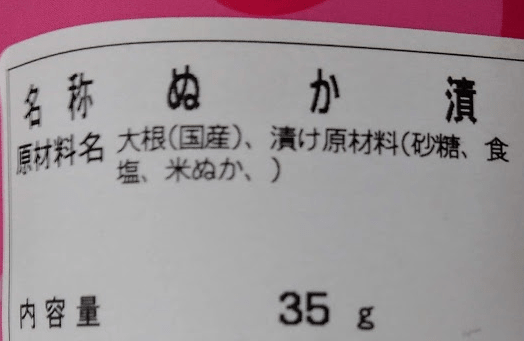 名称 ぬか漬
原材料名 大根(国産)、漬け原材料(砂糖、食
塩、米ぬか、)
内容量 35 g